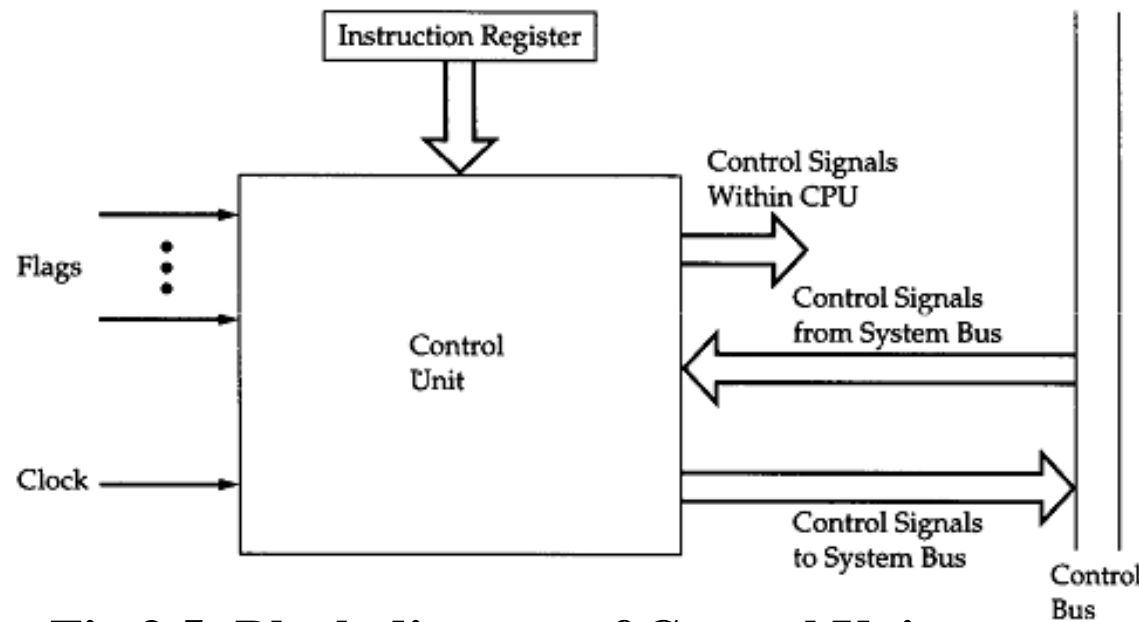 Instruction Register
Control Signals
Within CPU
Flags
Control Signals
from System Bus
Control
Unit
Clock
Control Signals
to System Bus
Control
Bus